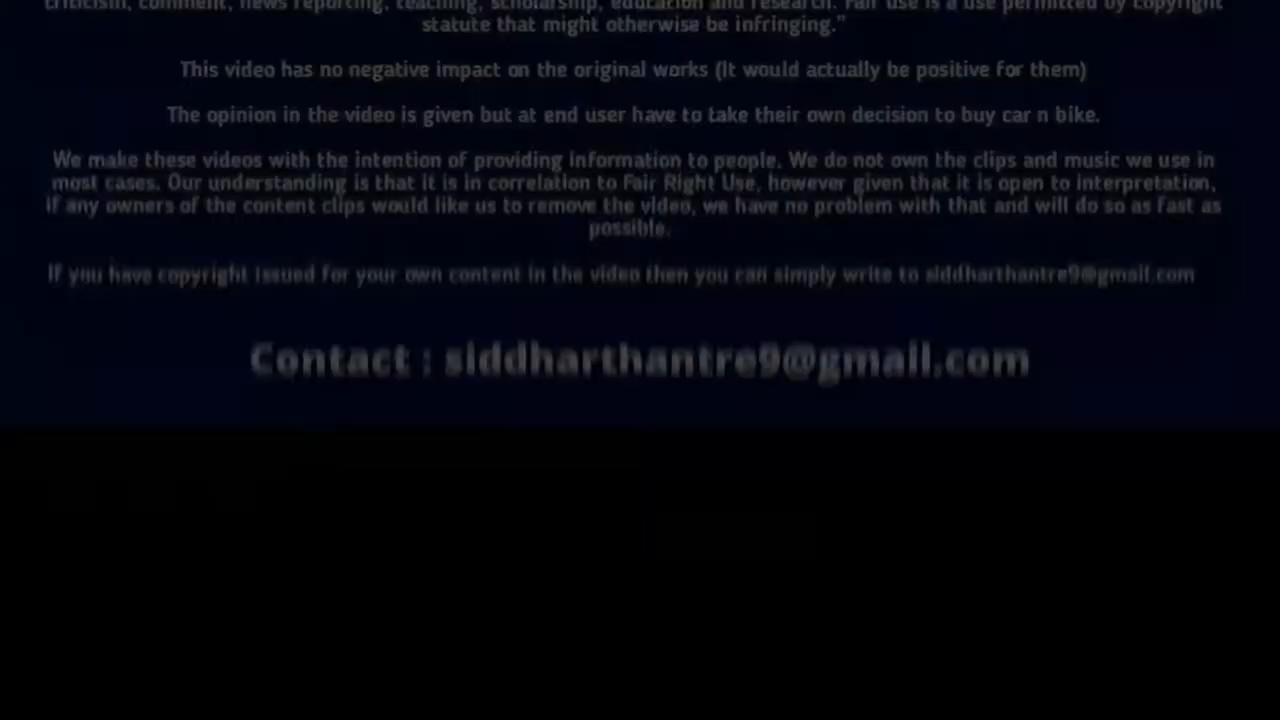 criticism, comment, news reporting, teaching, scholarship, education and research. Fair use is a use permitted by copyright
statute that might otherwise be infringing.”
This video has no negative impact on the original works (It would actually be positive for them)
The opinion in the video is given but at end user have to take their own decision to buy car n bike.
We make these videos with the intention of providing information to people. We do not own the clips and music we use in
most cases. Our understanding is that it is in correlation to Fair Right Use, however given that it is open to interpretation,
if any owners of the content clips would like us to remove the video, we have no problem with that and will do so as fast as
possible.
If you have copyright issued for your own content in the video then you can simply write to siddharthantre9@gmail.com
Contact : siddharthantre9@gmail.com